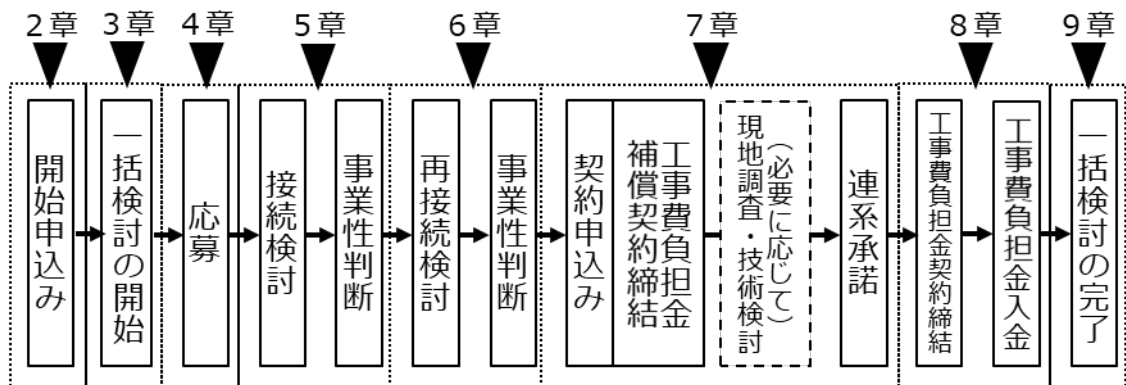 2章
3章
4章
5章
6章
7章
8章
9章
開始申込み
一括検討の開始
応募
接続検討
事業性判断
再接続検討
事業性判断
契約申込み
工事費負担金
補償契約締結
（必要に応じて）
現地調査・技術検討
連系承諾
工事費負担金契約締結
工事費負担金入金
一括検討の完了